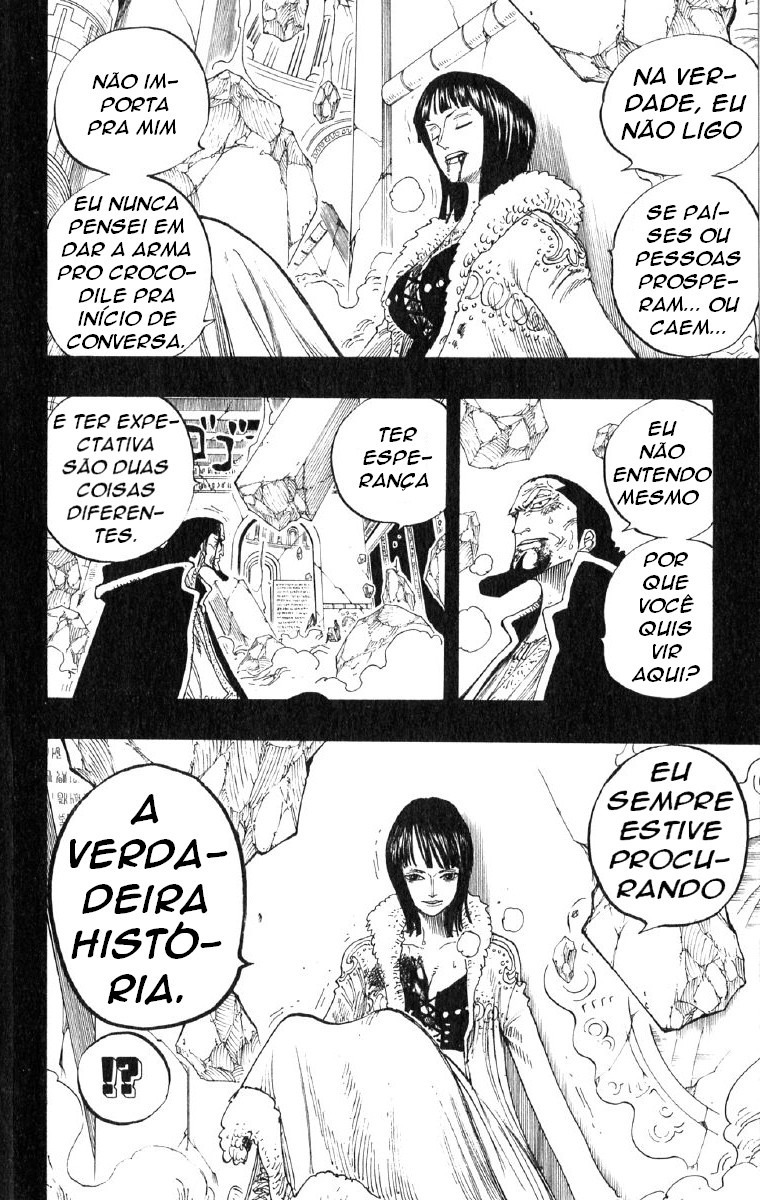 NA VER-
DADE, EU
NÃO LIGO
SE PAÍ-
SES OU
PESSOAS
PROSPE-
RAM... OU
CAEM...
NÃO IM-
PORTA
PRA MIM
EU NUNCA
PENSEI EM
DAR A ARMA
PRO CROCO-
DILE PRA
INÍCIO DE
CONVERSA.
EU
NÃO
ENTENDO
MESMO
POR
QUE
VOCÊ
QUIS
VIR
AQUI?
TER
ESPE-
RANÇA
E TER EXPE-
CTATIVA
SÃO DUAS
COISAS
DIFEREN-
TES.
EU
SEMPRE
ESTIVE
PROCU-
RANDO
A
VERDA-
DEIRA
HISTÓ-
RIA.
!?